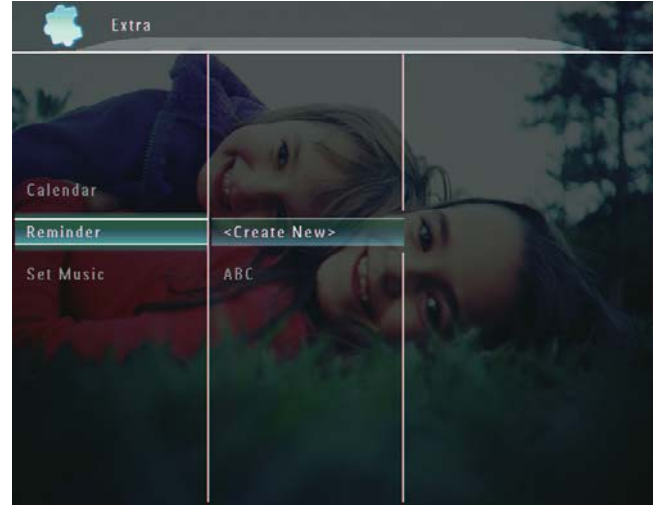 Extra
Calendar
Reminder
<Create New>
Set Music
ABC